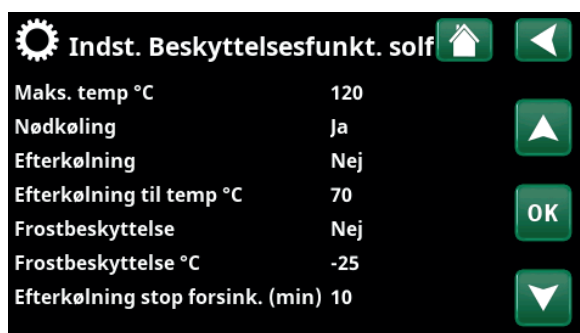 Indst. Beskyttelsesfunkt. solf
Maks. temp °C 120
Nødkøling Ja
Efterkølning Nej
Efterkølning til temp °C 70
Frostbeskyttelse Nej
Frostbeskyttelse °C -25
Efterkølning stop forsink. (min) 10
OK